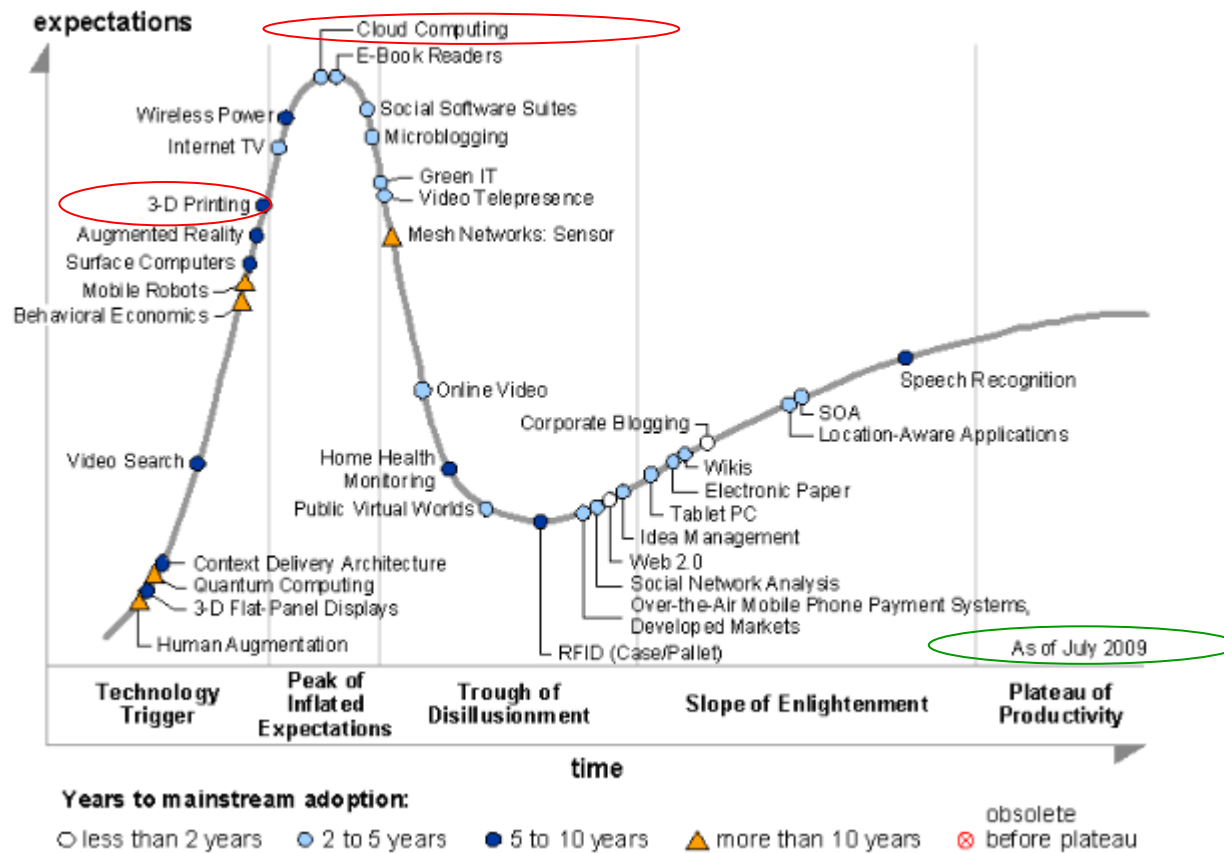 expectations
Cloud Computing
E-Book Readers
Wireless Power
Social Software Suites
Internet TV
Microblogging
Green IT
Video Telepresence
3-D Printing
Augmented Reality
Mesh Networks: Sensor
Surface Computers
Mobile Robots
Behavioral Economics
Online Video
Speech Recognition
Corporate Blogging
SOA
Location-Aware Applications
Video Search
Home Health
Monitoring
Wikis
Electronic Paper
Public Virtual Worlds
Tablet PC
Idea Management
Web 2.0
Context Delivery Architecture
Quantum Computing
Social Network Analysis
3-D Flat-Panel Displays
Over-the-Air Mobile Phone Payment Systems,
Developed Markets
Human Augmentation
RFID (Case/Pallet)
As of July 2009
Technology
Trigger
Peak of
Inflated
Expectations
Trough of
Disillusionment
Slope of Enlightenment
Plateau of
Productivity
time
Years to mainstream adoption:
less than 2 years
2 to 5 years
5 to 10 years
more than 10 years
obsolete
before plateau